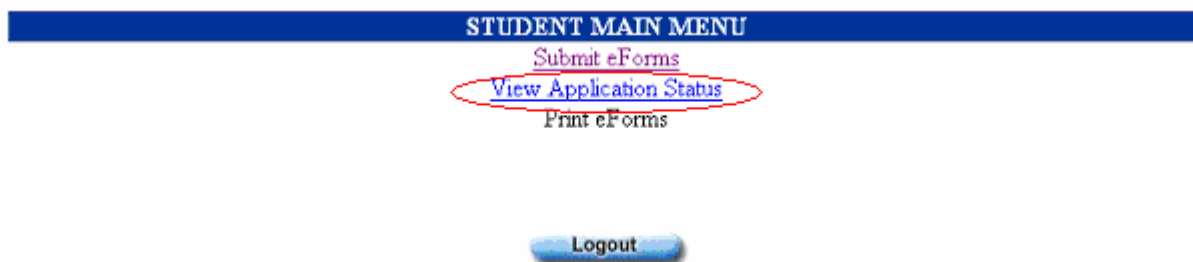 STUDENT MAIN MENU
Submit eForms
View Application Status
Print eForms
Logout